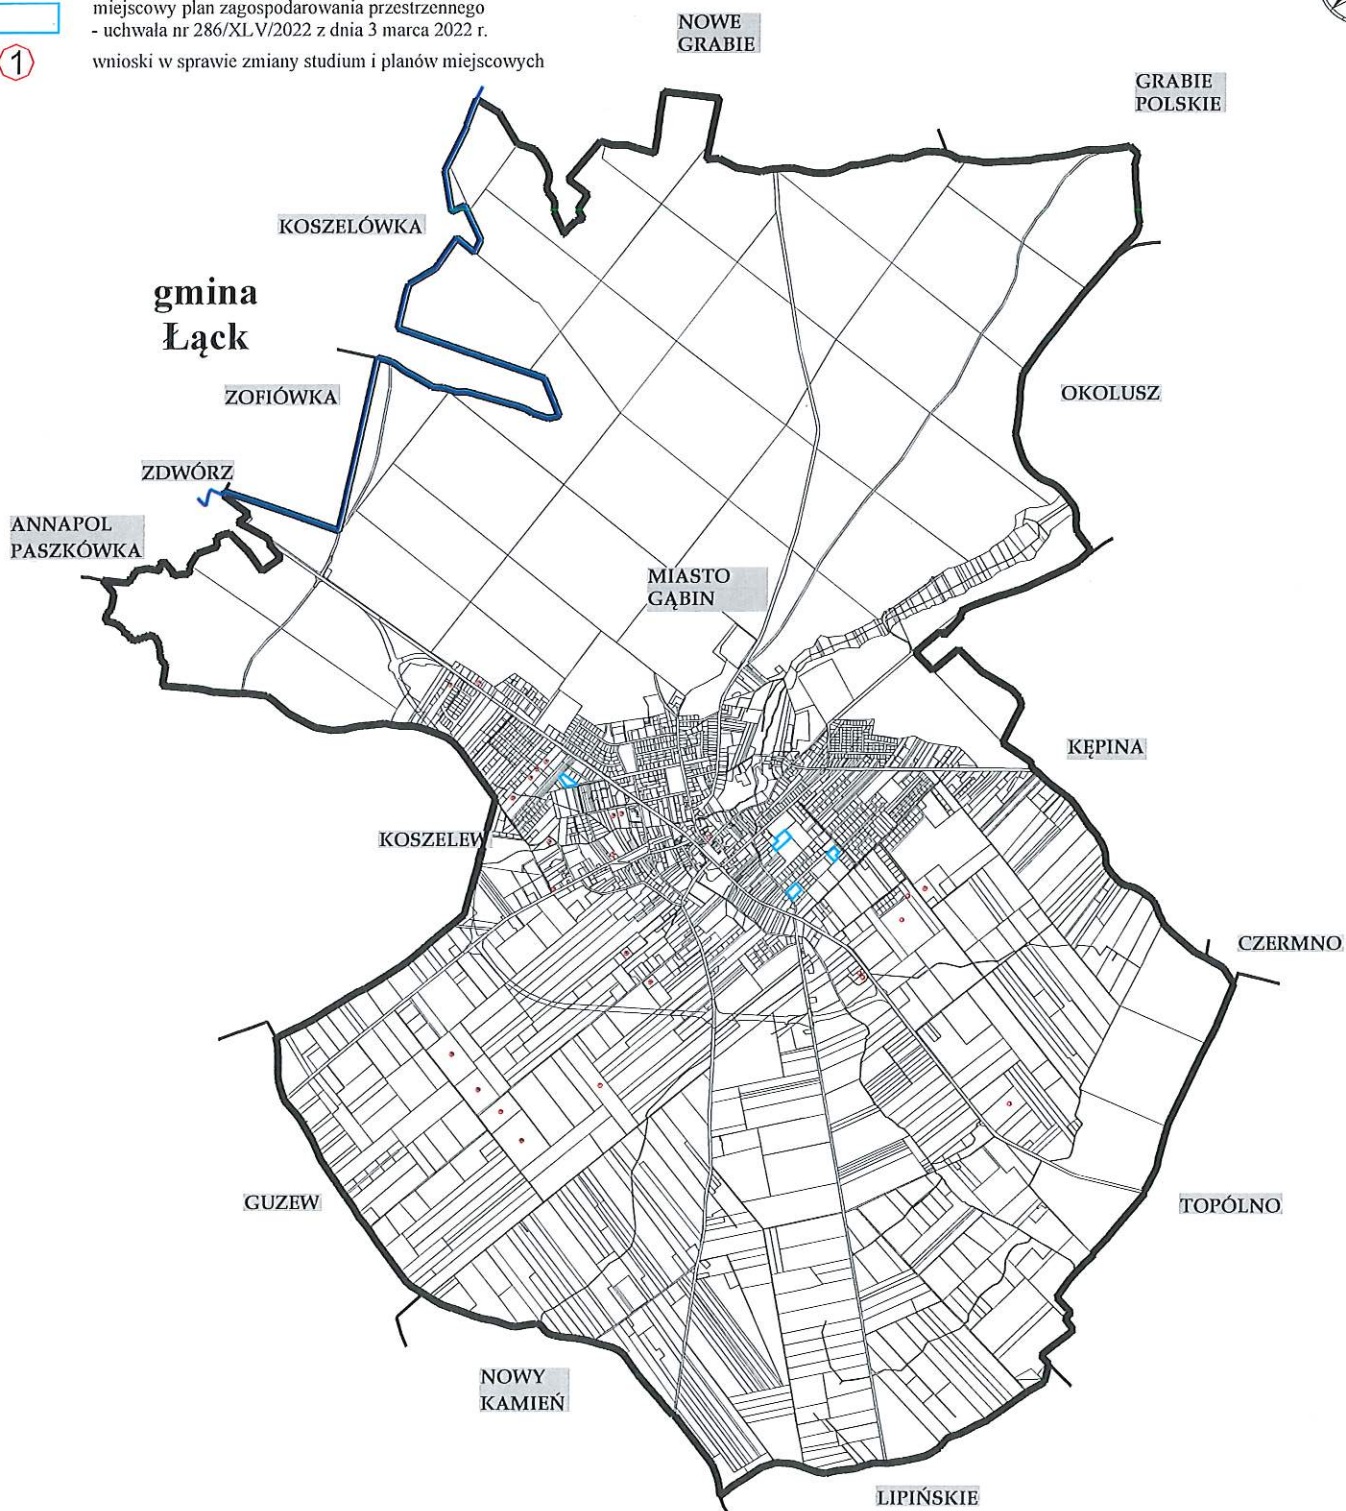 miejscowy plan zagospodarowania przestrzennego
- uchwała nr 286/XLV/2022 z dnia 3 marca 2022 r.
1
wnioski w sprawie zmiany studium i planów miejscowych
NOWE
GRABIE
GRABIE
POLSKIE
KOSZELÓWKA
gmina
Łąck
ZOFIÓWKA
OKOLUSZ
ZDWÓRZ
ANNAPOL
PASZKÓWKA
MIASTO
GĄBIN
KĘPINA
KOSZELEW
CZERMNO
GUZEW
TOPÓLNO
NOWY
KAMIEŃ
LIPIŃSKIE